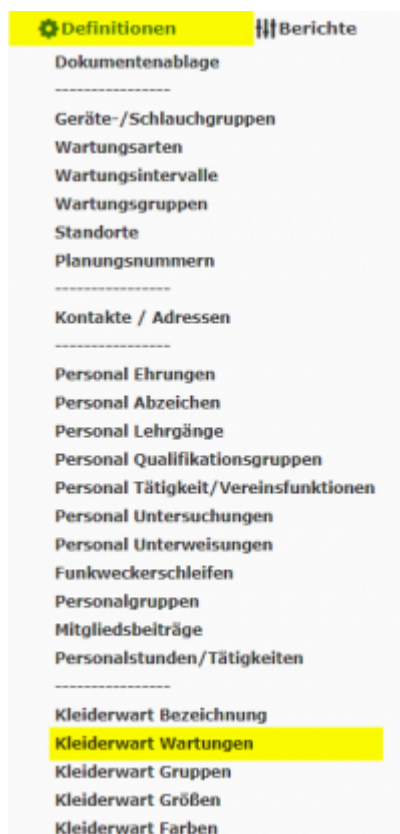 Definitionen Berichte
Dokumentenablage
----------------
Geräte-/Schlauchgruppen
Wartungsarten
Wartungsintervalle
Wartungsgruppen
Standorte
Planungsnummern
----------------
Kontakte / Adressen
----------------
Personal Ehrungen
Personal Abzeichen
Personal Lehrgänge
Personal Qualifikationsgruppen
Personal Tätigkeit/Vereinsfunktionen
Personal Untersuchungen
Personal Unterweisungen
Funkweckerschleifen
Personalgruppen
Mitgliedsbeiträge
Personalstunden/Tätigkeiten
----------------
Kleiderwart Bezeichnung
Kleiderwart Wartungen
Kleiderwart Gruppen
Kleiderwart Größen
Kleiderwart Farben